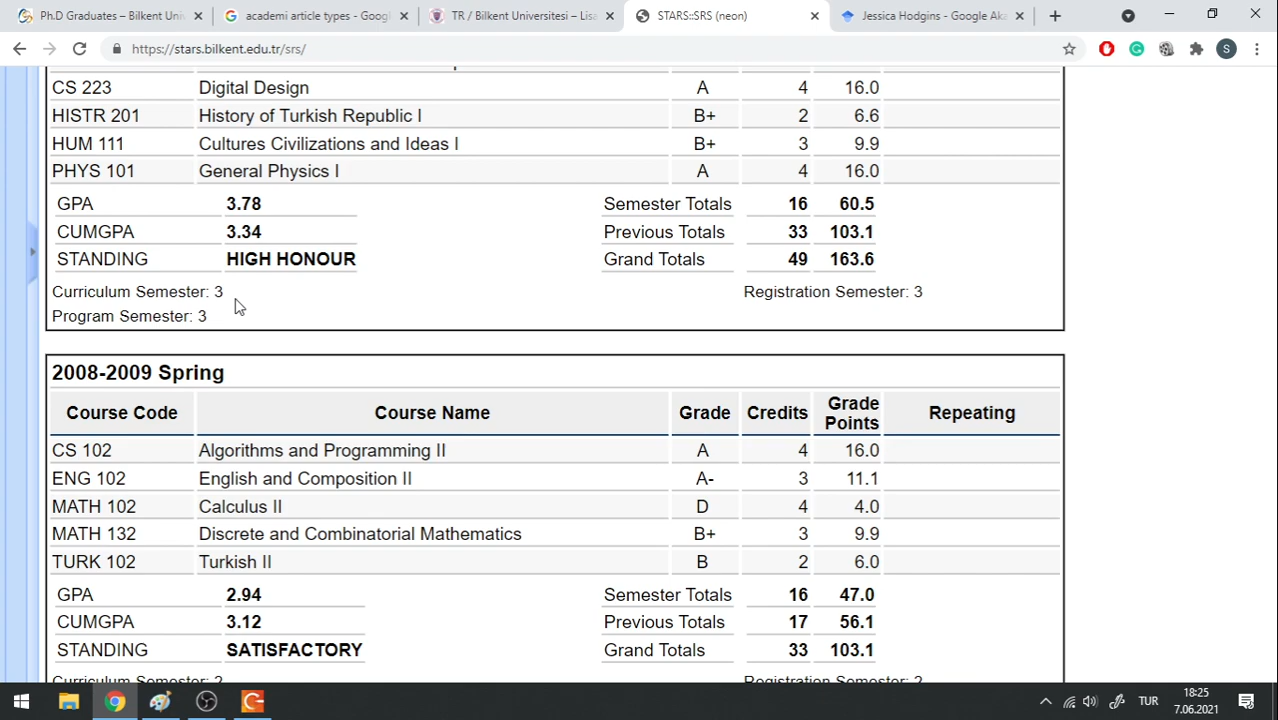 Ph.D Graduates – Bilkent Uni
academi article types - Goog
TR / Bilkent Universitesi – Lisa
STARS::SRS (neon)
Jessica Hodgins - Google Aka
https://stars.bilkent.edu.tr/srs/
S
CS 223 Digital Design A 4 16.0
HISTR 201 History of Turkish Republic I B+ 2 6.6
HUM 111 Cultures Civilizations and Ideas I B+ 3 9.9
PHYS 101 General Physics I A 4 16.0
GPA 3.78 Semester Totals 16 60.5
CUMGPA 3.34 Previous Totals 33 103.1
STANDING HIGH HONOUR Grand Totals 49 163.6
Curriculum Semester: 3 Registration Semester: 3
Program Semester: 3
2008-2009 Spring
Course Code Course Name Grade Credits Grade Points Repeating
CS 102 Algorithms and Programming II A 4 16.0
ENG 102 English and Composition II A- 3 11.1
MATH 102 Calculus II D 4 4.0
MATH 132 Discrete and Combinatorial Mathematics B+ 3 9.9
TURK 102 Turkish II B 2 6.0
GPA 2.94 Semester Totals 16 47.0
CUMGPA 3.12 Previous Totals 17 56.1
STANDING SATISFACTORY Grand Totals 33 103.1
Curriculum Semester: 2 Registration Semester: 2
TUR
18:25
7.06.2021